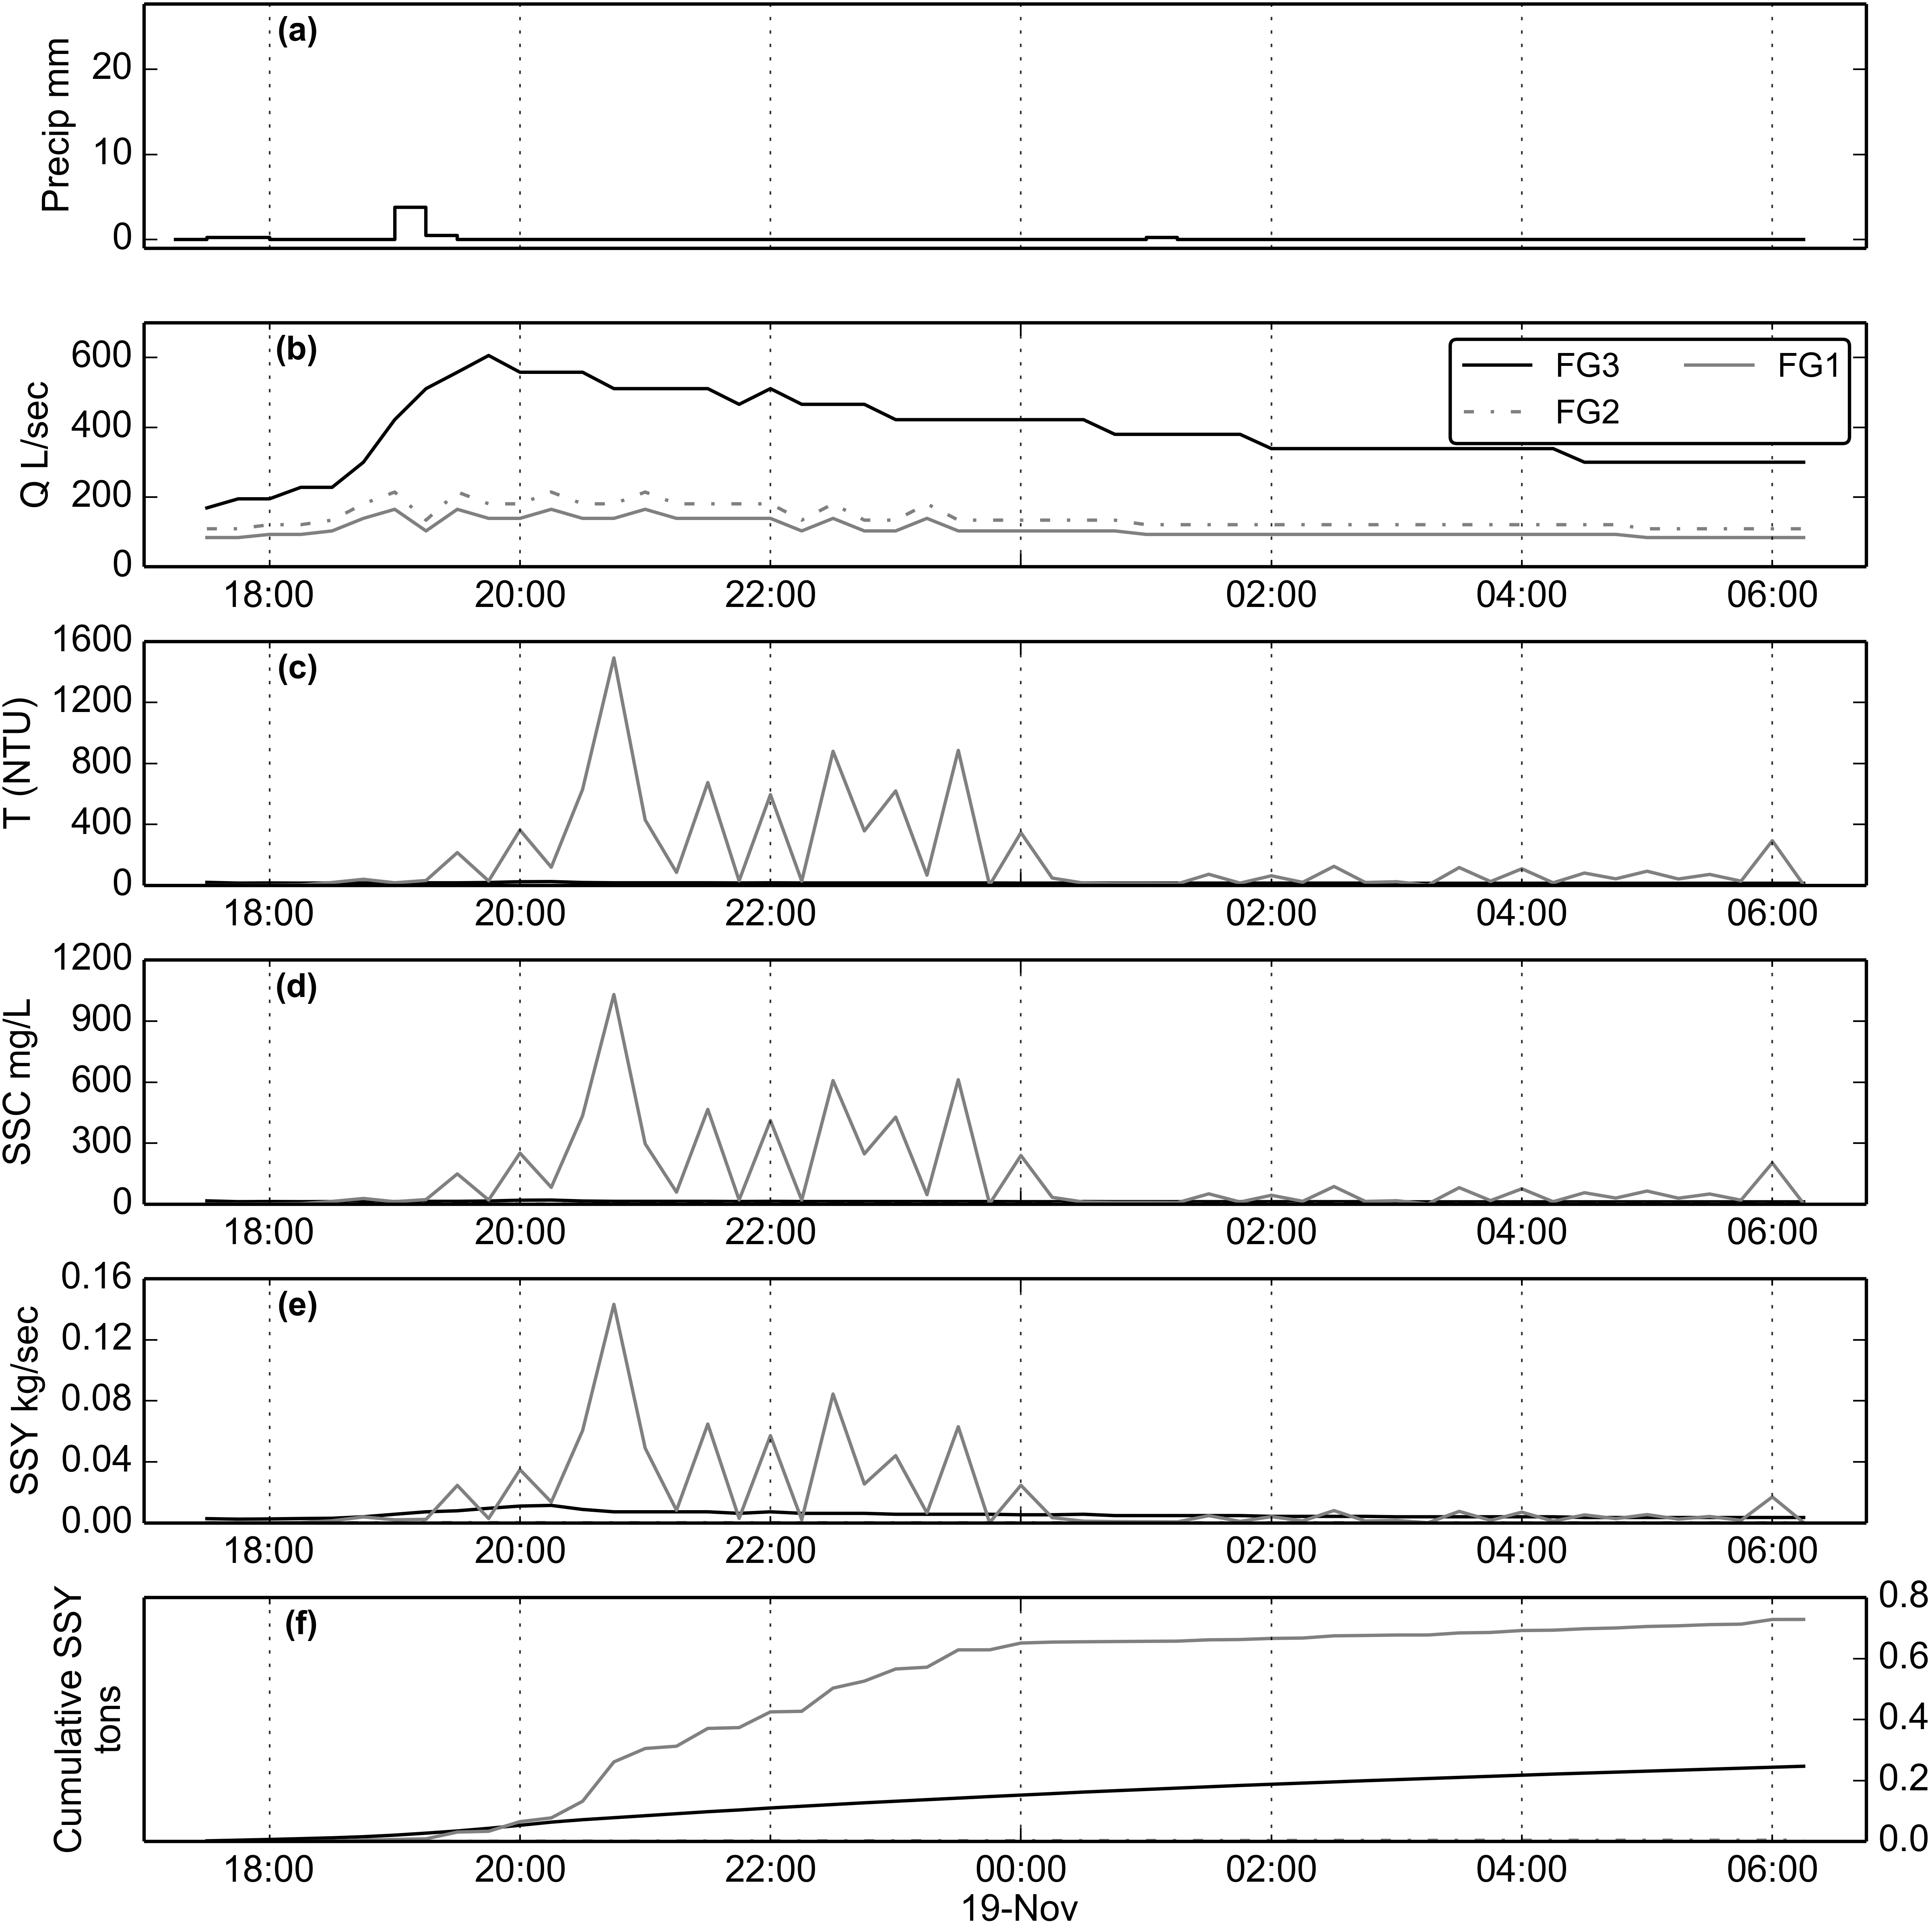 (a)
Precip mm
20
10
0
(b)
Q L/sec
600
400
200
0
FG3
FG1
FG2
18:00 20:00 22:00 02:00 04:00 06:00
(c)
T (NTU)
1600
1200
800
400
0
18:00 20:00 22:00 02:00 04:00 06:00
(d)
SSC mg/L
1200
900
600
300
0
18:00 20:00 22:00 02:00 04:00 06:00
(e)
SSY kg/sec
0.16
0.12
0.08
0.04
0.00
18:00 20:00 22:00 02:00 04:00 06:00
(f)
Cumulative SSY
tons
0.8
0.6
0.4
0.2
0.0
18:00 20:00 22:00 00:00 02:00 04:00 06:00
19-Nov